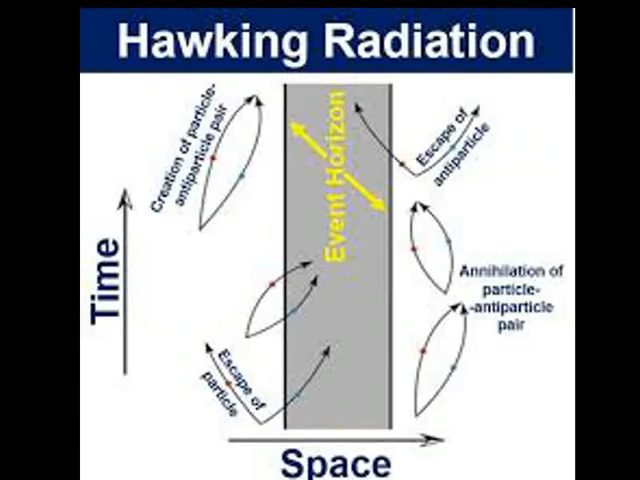 Hawking Radiation
Creation of particle-
antiparticle pair
Event Horizon
Escape of
antiparticle
Time
Annihilation of
particle-
-antiparticle
pair
Escape of
particle
Space